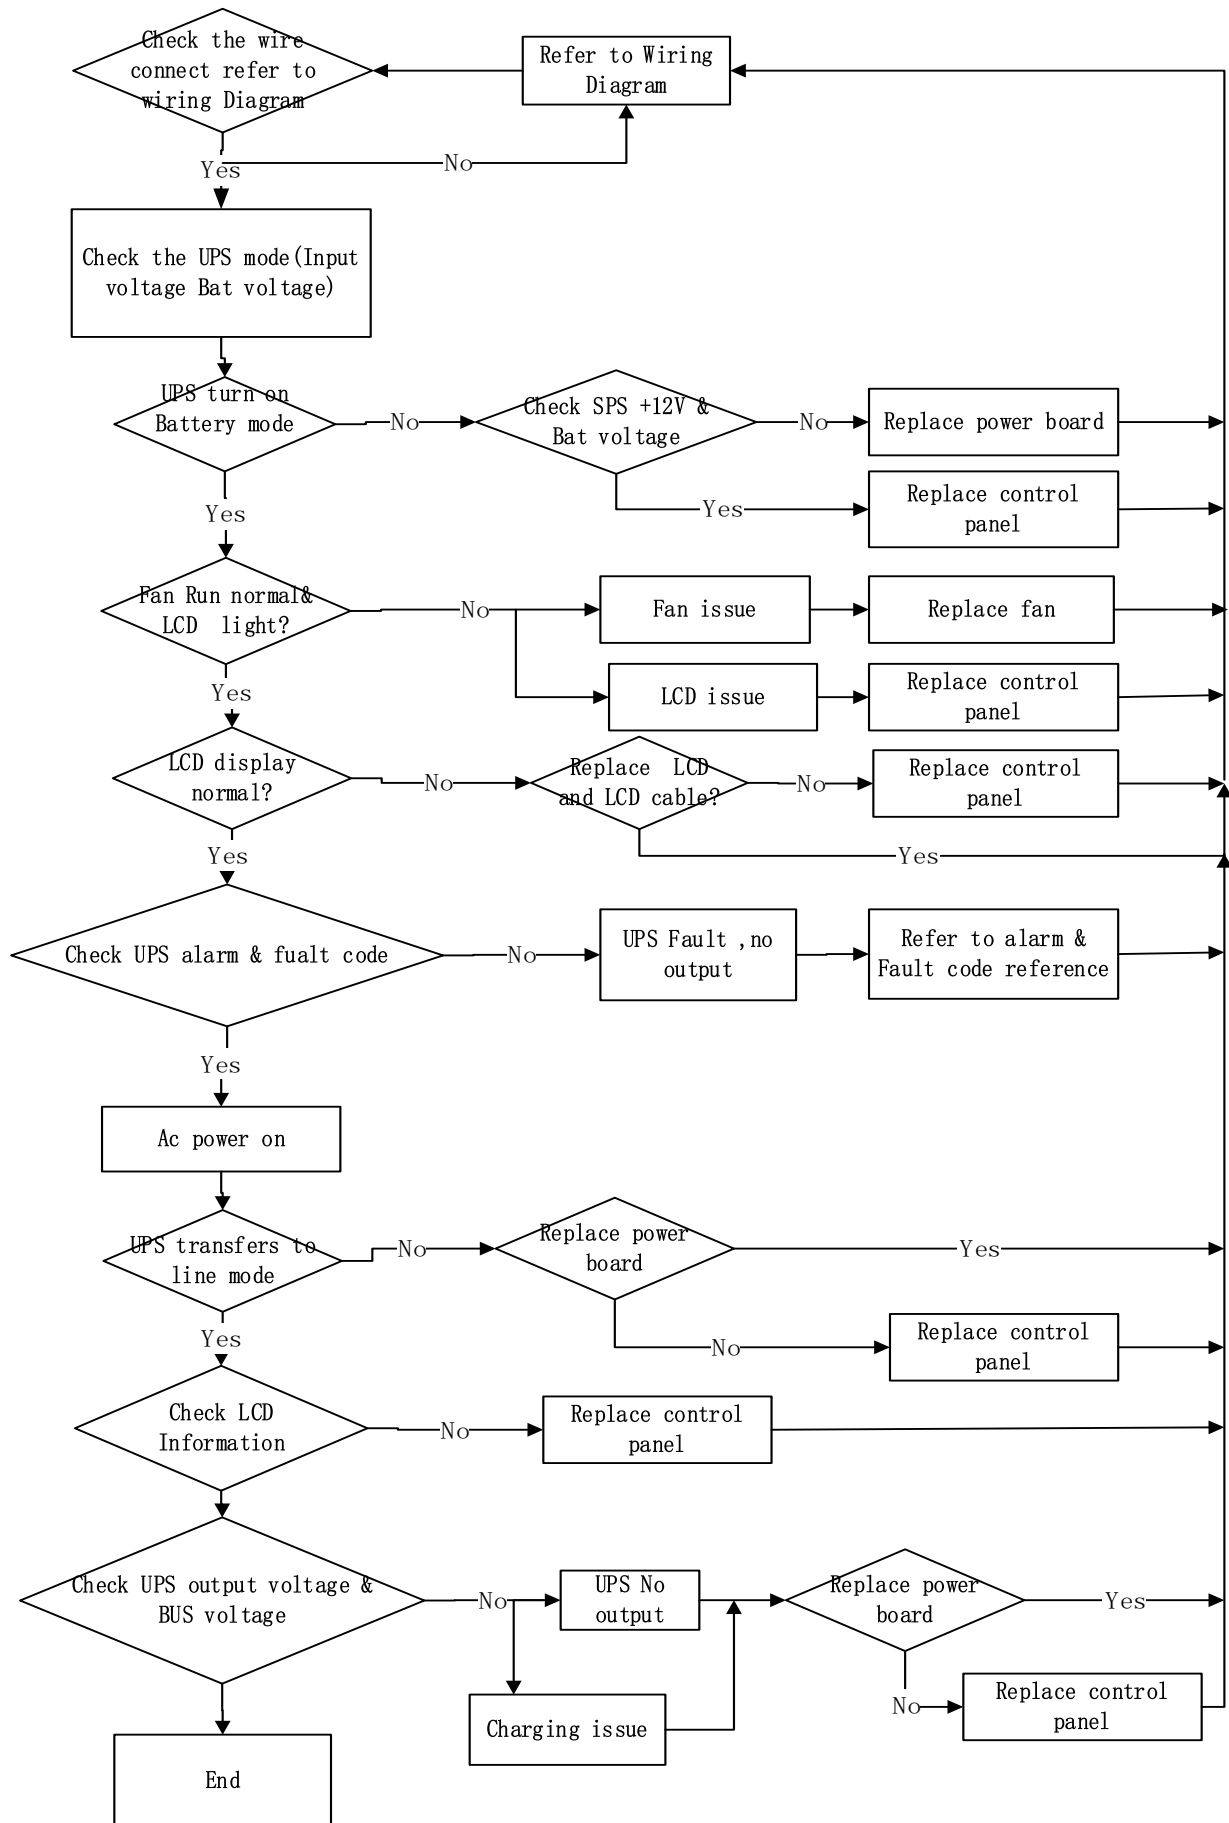 Check the wire
connect refer to
wiring Diagram
Refer to Wiring
Diagram
Yes
No
Check the UPS mode(Input
voltage Bat voltage)
UPS turn on
Battery mode
No
Check SPS +12V &
Bat voltage
No
Replace power board
Yes
Replace control
panel
Yes
Fan Run normal&
LCD light?
No
Fan issue
Replace fan
LCD issue
Replace control
panel
Yes
LCD display
normal?
No
Replace LCD
and LCD cable?
No
Replace control
panel
Yes
Yes
Check UPS alarm & fualt code
No
UPS Fault ,no
output
Refer to alarm &
Fault code reference
Yes
Ac power on
UPS transfers to
line mode
No
Replace power
board
Yes
No
Replace control
panel
Yes
Check LCD
Information
No
Replace control
panel
Check UPS output voltage &
BUS voltage
No
UPS No
output
Replace power
board
Yes
Charging issue
No
Replace control
panel
End